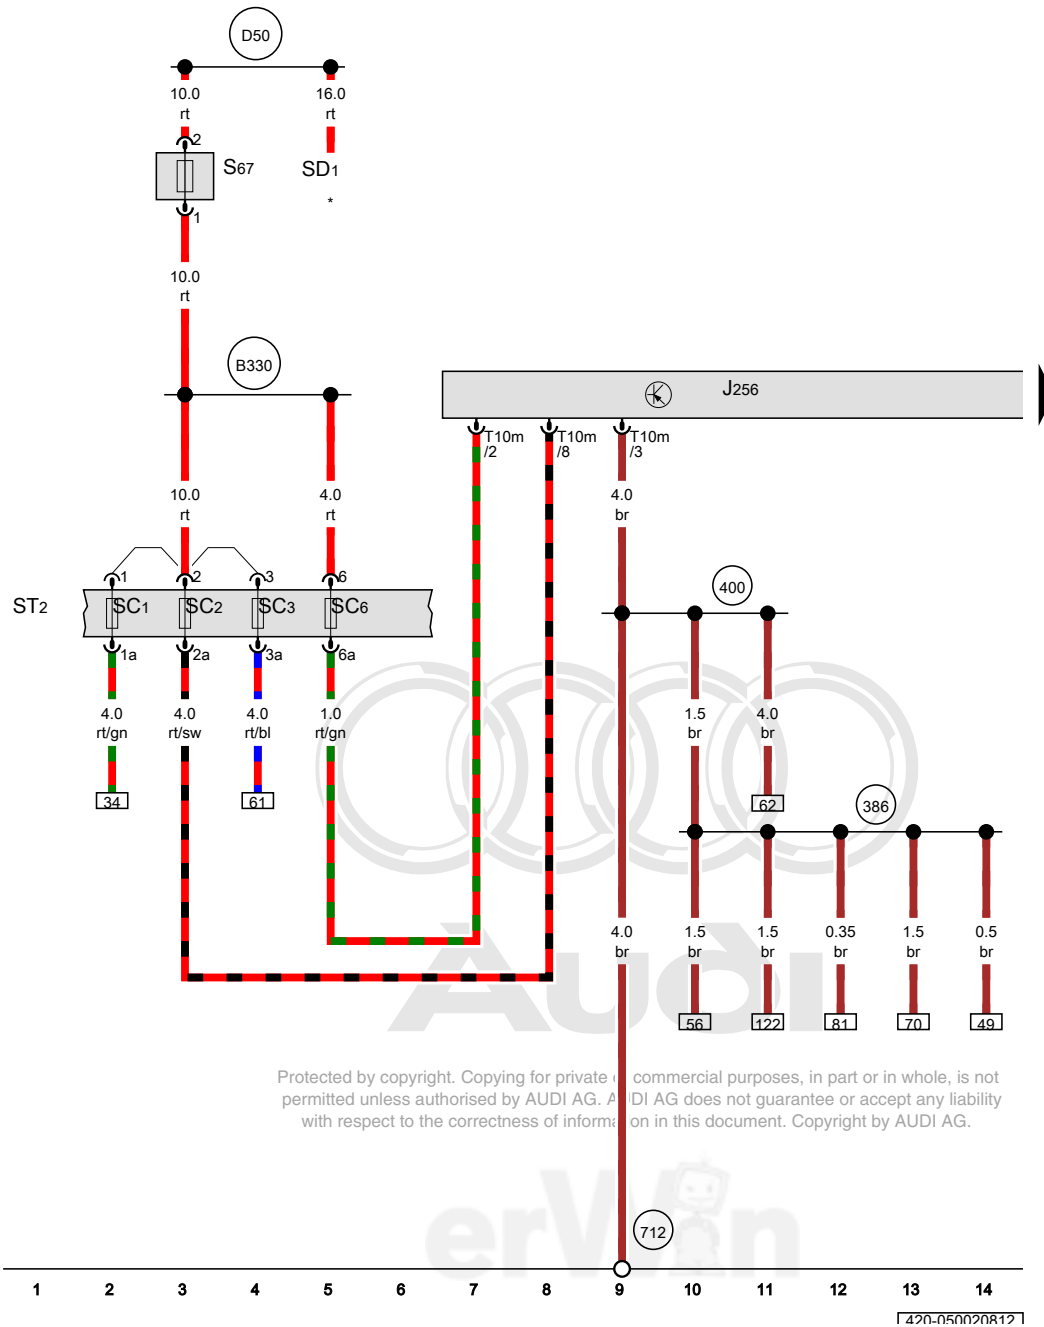 D50
10.0
rt
16.0
rt
2
S67
SD1
*
1
10.0
rt
B330
J256
T10m
/2
T10m
/8
T10m
/3
10.0
rt
4.0
rt
4.0
br
1
2
3
6
ST2
SC1
SC2
SC3
SC6
400
1a
2a
3a
6a
4.0
rt/gn
4.0
rt/sw
4.0
rt/bl
1.0
rt/gn
1.5
br
4.0
br
34
61
62
386
4.0
br
1.5
br
1.5
br
0.35
br
1.5
br
0.5
br
Audi
56
122
81
70
49
Protected by copyright. Copying for private commercial purposes, in part or in whole, is not
permitted unless authorised by AUDI AG. AUDI AG does not guarantee or accept any liability
with respect to the correctness of information in this document. Copyright by AUDI AG.
erWin
712
1 2 3 4 5 6 7 8 9 10 11 12 13 14
420-050020812